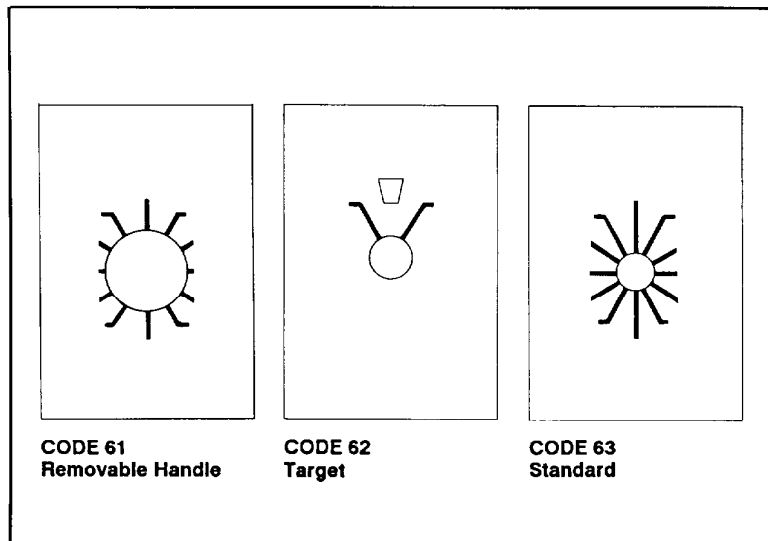 CODE 61
Removable Handle
CODE 62
Target
CODE 63
Standard